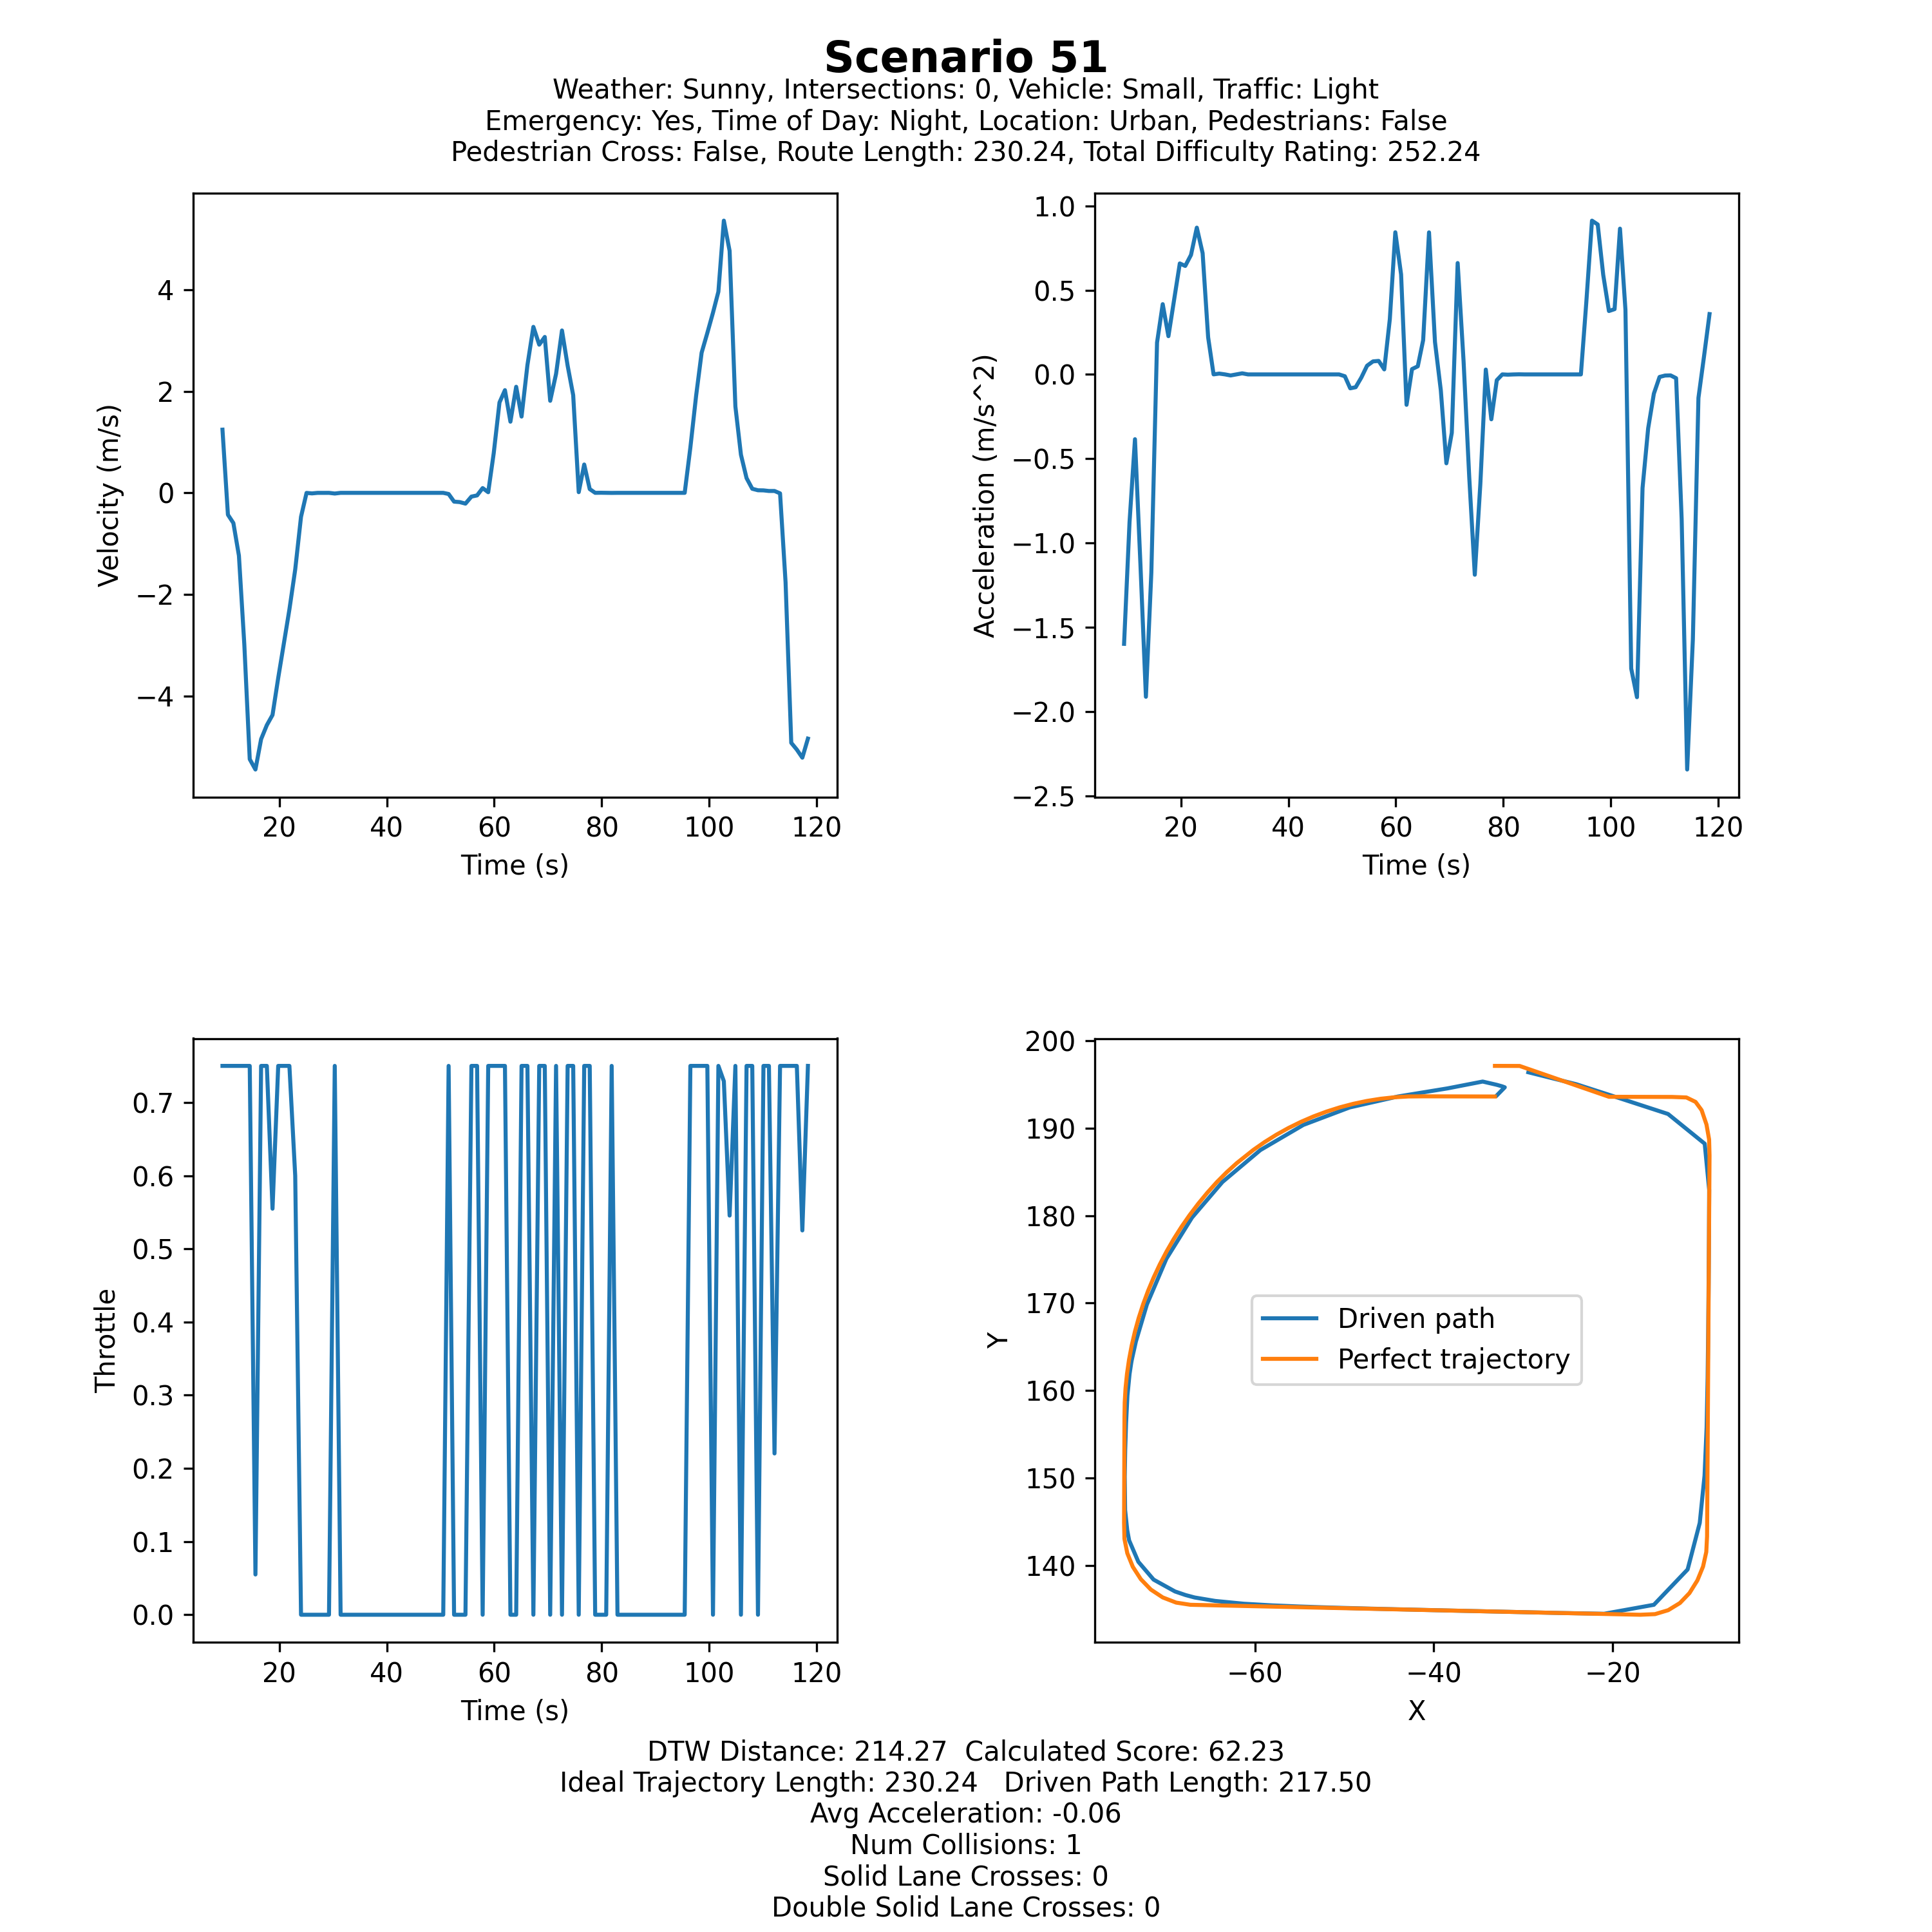 Scenario 51
Weather: Sunny, Intersections: 0, Vehicle: Small, Traffic: Light
Emergency: Yes, Time of Day: Night, Location: Urban, Pedestrians: False
Pedestrian Cross: False, Route Length: 230.24, Total Difficulty Rating: 252.24
Velocity (m/s)
4
2
0
−2
−4
20 40 60 80 100 120
Time (s)
Acceleration (m/s^2)
1.0
0.5
0.0
−0.5
−1.0
−1.5
−2.0
−2.5
20 40 60 80 100 120
Time (s)
Throttle
0.7
0.6
0.5
0.4
0.3
0.2
0.1
0.0
20 40 60 80 100 120
Time (s)
Y
200
190
180
170
160
150
140
Driven path
Perfect trajectory
−60 −40 −20
X
DTW Distance: 214.27 Calculated Score: 62.23
Ideal Trajectory Length: 230.24 Driven Path Length: 217.50
Avg Acceleration: -0.06
Num Collisions: 1
Solid Lane Crosses: 0
Double Solid Lane Crosses: 0